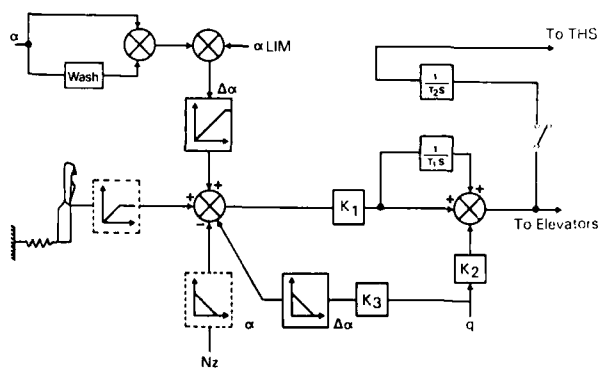 α
Wash
α LIM
Δα
To THS
1
T2S
1
T1S
K1
To Elevators
K2
K3
Δα
α
q
Nz